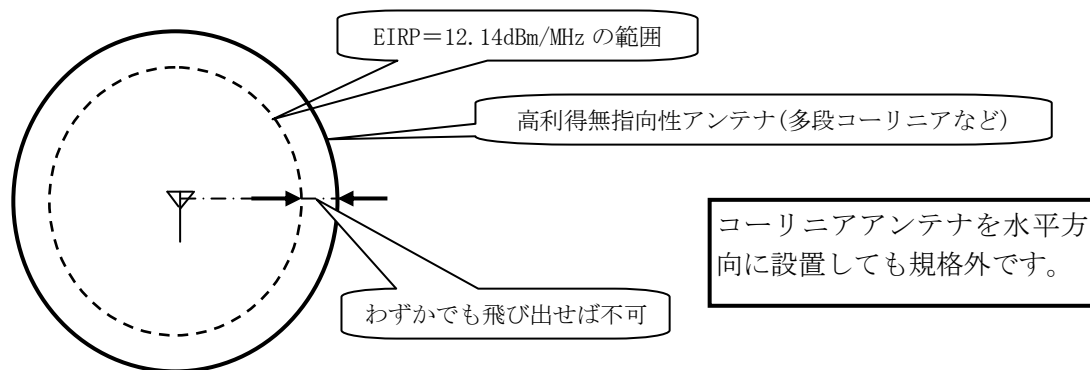 EIRP=12.14dBm/MHz の範囲
高利得無指向性アンテナ(多段コーリニアなど)
コーリニアアンテナを水平方
向に設置しても規格外です。
わずかでも飛び出せば不可